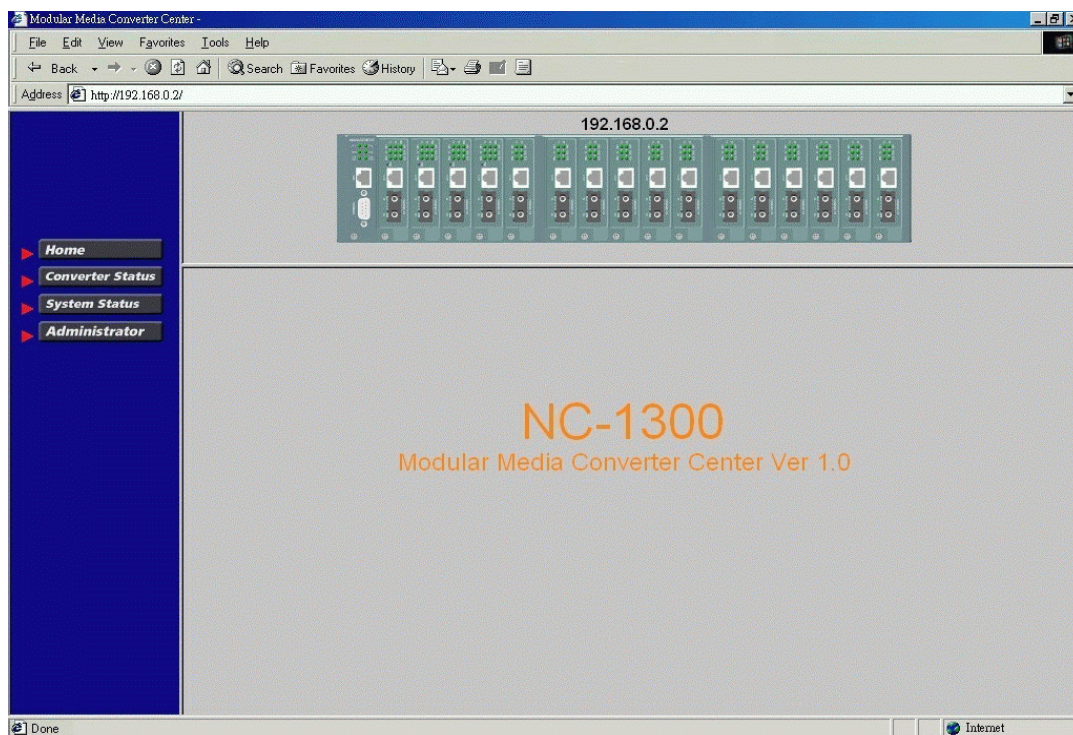 Modular Media Converter Center -
File Edit View Favorites Tools Help
Back Search Favorites History
Address http://192.168.0.2/
192.168.0.2
Home
Converter Status
System Status
Administrator
NC-1300
Modular Media Converter Center Ver 1.0
Done Internet